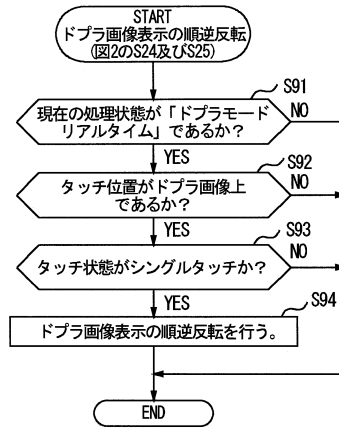 START
ドプラ画像表示の順逆反転
(図2のS24及びS25)
S91
現在の処理状態が「ドプラモード
リアルタイム」であるか?
NO
YES
S92
タッチ位置がドプラ画像上
であるか?
NO
YES
S93
タッチ状態がシングルタッチか?
NO
YES
S94
ドプラ画像表示の順逆反転を行う。
END